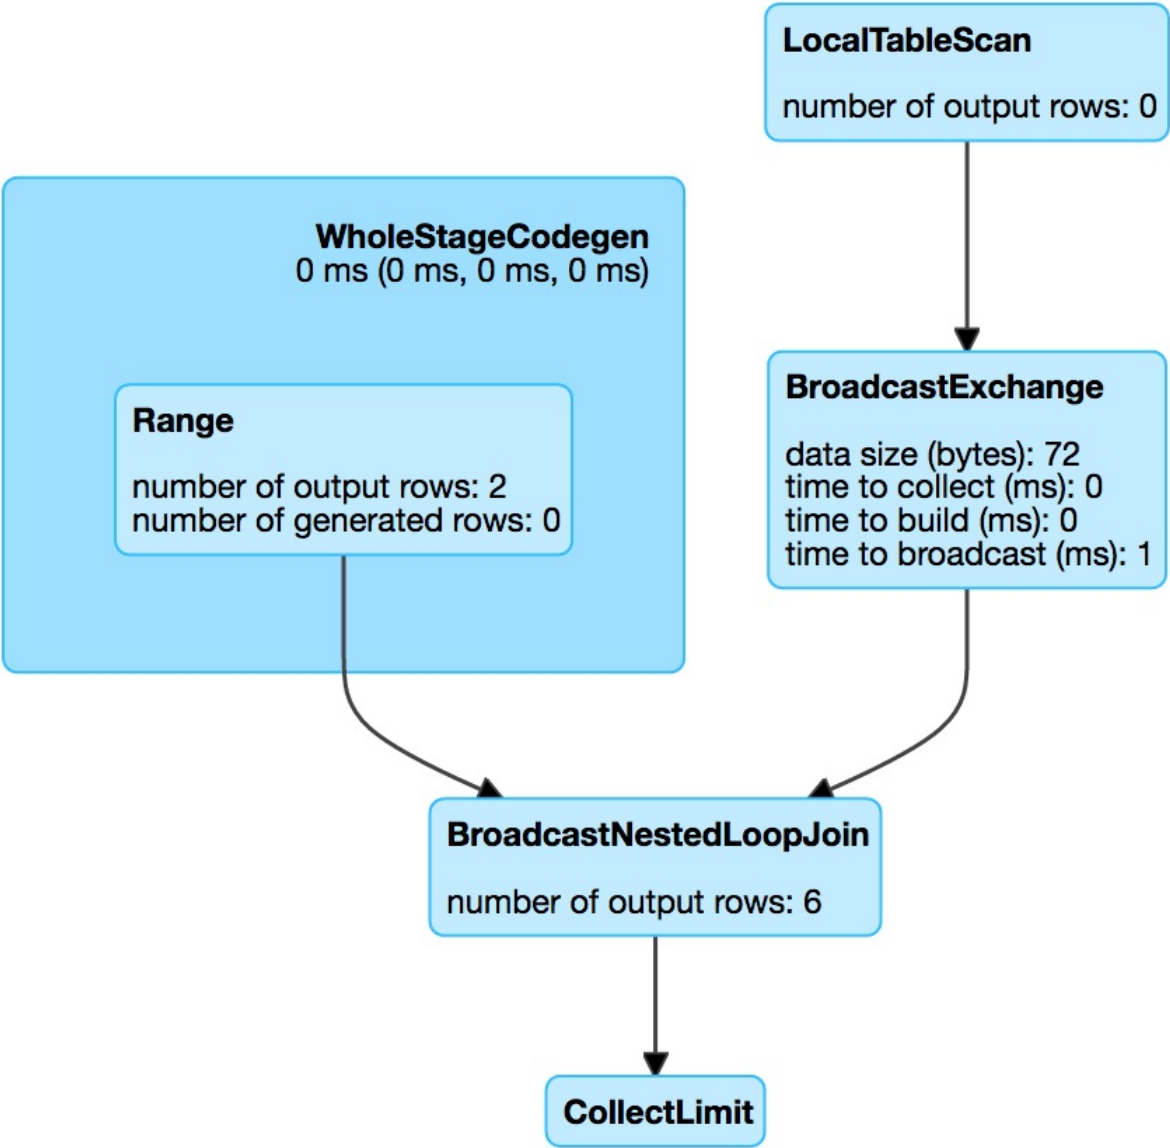 LocalTableScan
number of output rows: 0
WholeStageCodegen
0 ms (0 ms, 0 ms, 0 ms)
Range
number of output rows: 2
number of generated rows: 0
BroadcastExchange
data size (bytes): 72
time to collect (ms): 0
time to build (ms): 0
time to broadcast (ms): 1
BroadcastNestedLoopJoin
number of output rows: 6
CollectLimit